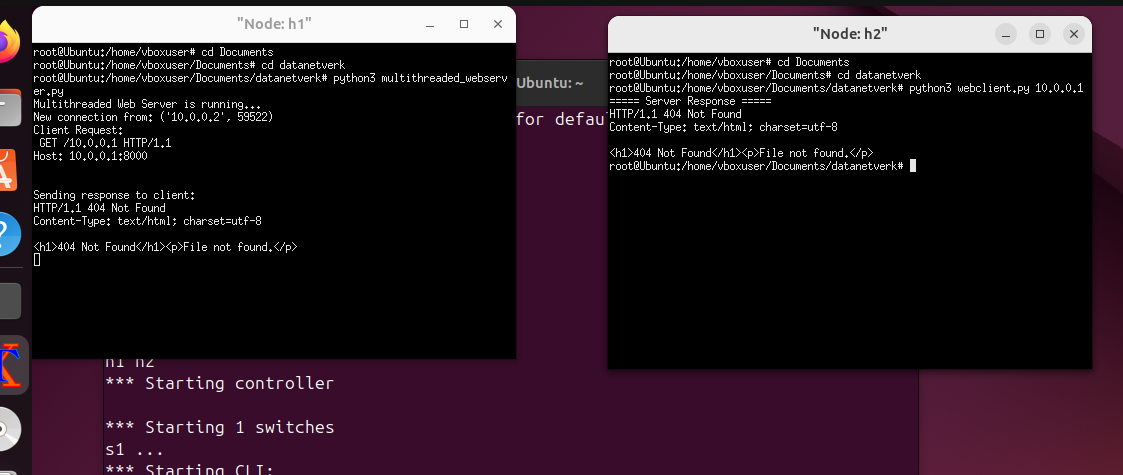 "Node: h1"
root@Ubuntu:/home/vboxuser# cd Documents
root@Ubuntu:/home/vboxuser/Documents# cd datanetverk
root@Ubuntu:/home/vboxuser/Documents/datanetverk# python3 multithreaded_webserv
er.py
Multithreaded Web Server is running...
New connection from: ('10.0.0.2', 59522)
Client Request:
 GET /10.0.0.1 HTTP/1.1
Host: 10.0.0.1:8000
Sending response to client:
HTTP/1.1 404 Not Found
Content-Type: text/html; charset=utf-8
<h1>404 Not Found</h1><p>File not found.</p>
Ubuntu: ~
for defau
"Node: h2"
root@Ubuntu:/home/vboxuser# cd Documents
root@Ubuntu:/home/vboxuser/Documents# cd datanetverk
root@Ubuntu:/home/vboxuser/Documents/datanetverk# python3 webclient.py 10.0.0.1
===== Server Response =====
HTTP/1.1 404 Not Found
Content-Type: text/html; charset=utf-8
<h1>404 Not Found</h1><p>File not found.</p>
root@Ubuntu:/home/vboxuser/Documents/datanetverk#
h1 h2
*** Starting controller
*** Starting 1 switches
s1 ...
*** Starting CLI: